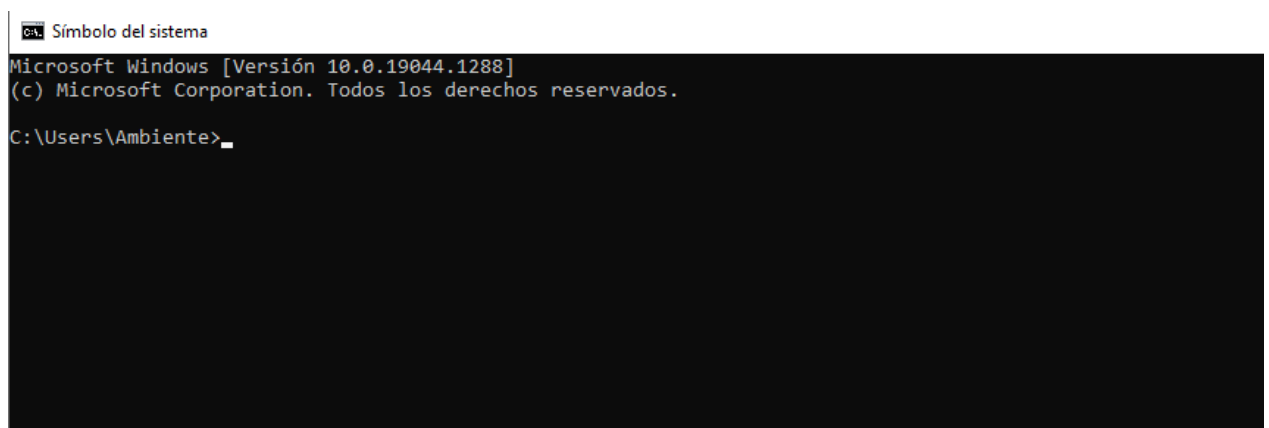 Símbolo del sistema
Microsoft Windows [Versión 10.0.19044.1288]
(c) Microsoft Corporation. Todos los derechos reservados.
C:\Users\Ambiente>